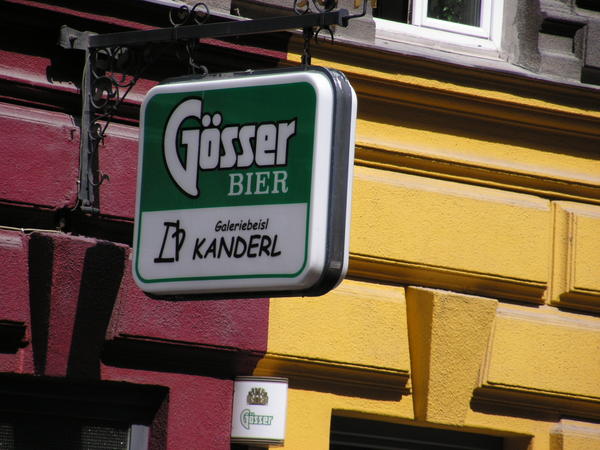 Gösser
BIER
Galeriebeisl
KANDERL
Gösser